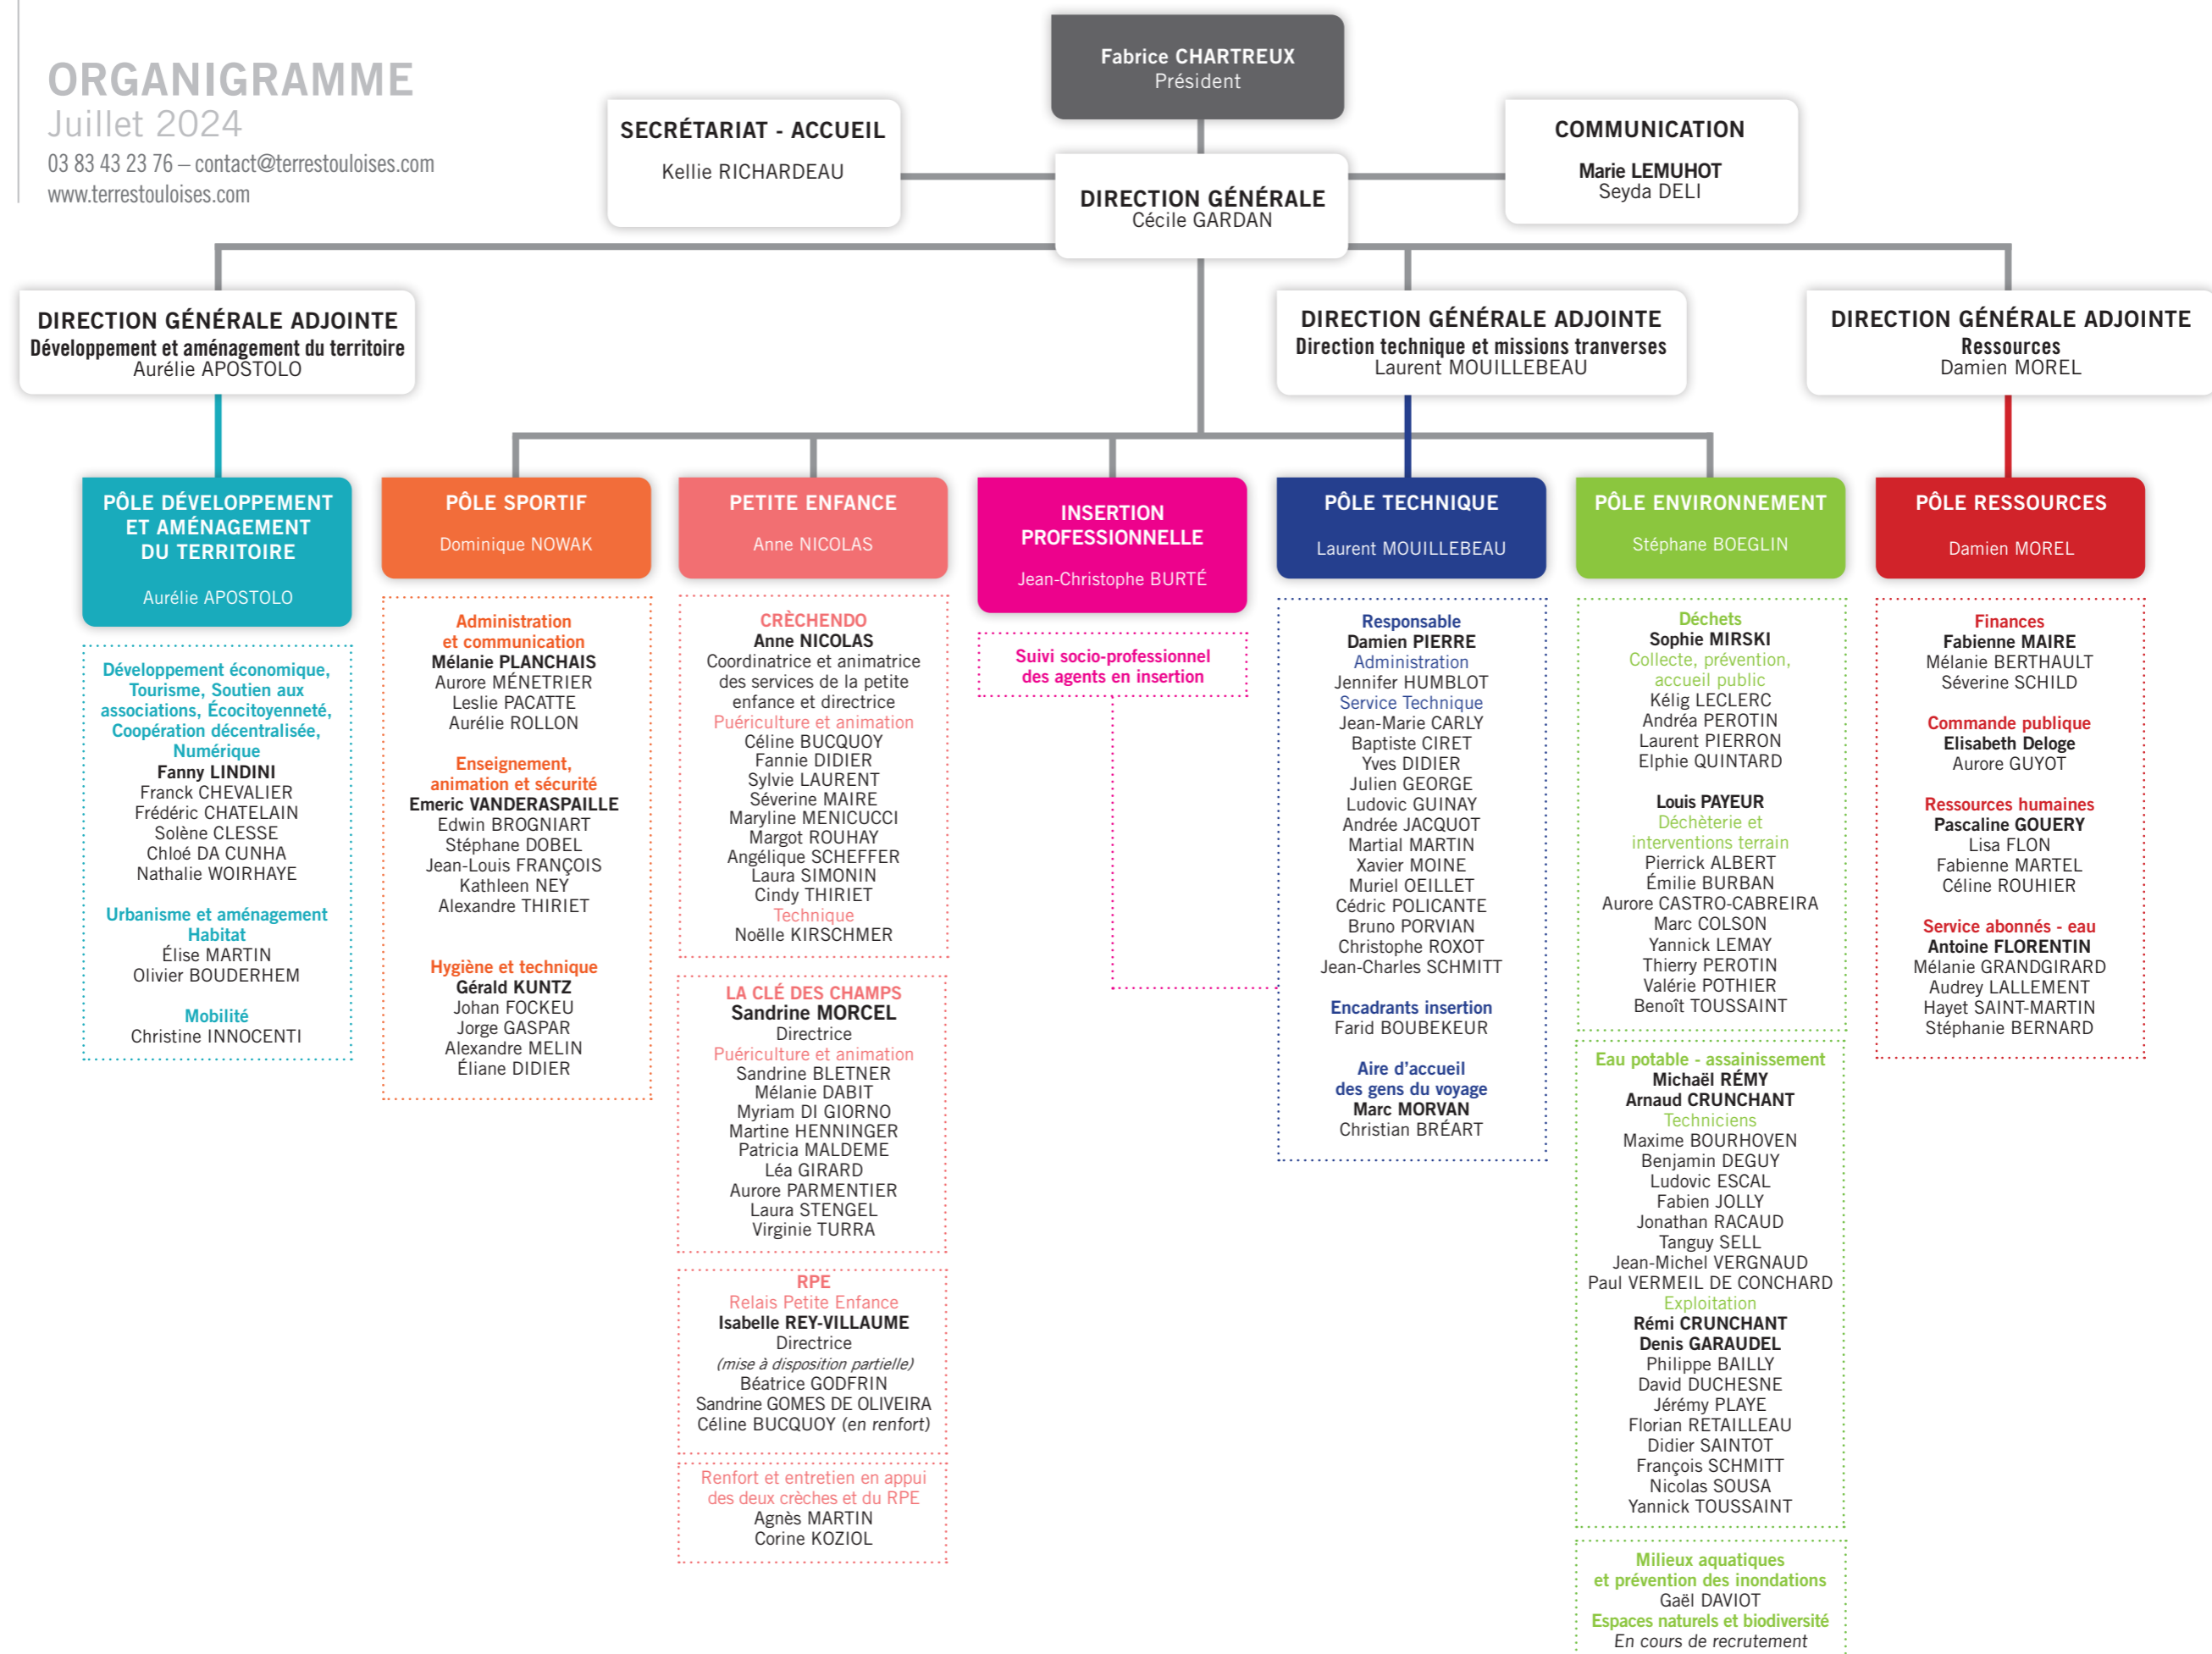 ORGANIGRAMME
Juillet 2024
03 83 43 23 76 – contact@terrestouloises.com
www.terrestouloises.com
Fabrice CHARTREUX
Président
SECRÉTARIAT - ACCUEIL
Kellie RICHARDEAU
DIRECTION GÉNÉRALE
Cécile GARDAN
COMMUNICATION
Marie LEMUHOT
Seyda DELI
DIRECTION GÉNÉRALE ADJOINTE
Développement et aménagement du territoire
Aurélie APOSTOLO
DIRECTION GÉNÉRALE ADJOINTE
Direction technique et missions tranverses
Laurent MOUILLEBEAU
DIRECTION GÉNÉRALE ADJOINTE
Ressources
Damien MOREL
PÔLE DÉVELOPPEMENT
ET AMÉNAGEMENT
DU TERRITOIRE
Aurélie APOSTOLO
Développement économique,
Tourisme, Soutien aux
associations, Écocitoyenneté,
Coopération décentralisée,
Numérique
Fanny LINDINI
Franck CHEVALIER
Frédéric CHATELAIN
Solène CLESSE
Chloé DA CUNHA
Nathalie WOIRHAYE
Urbanisme et aménagement
Habitat
Élise MARTIN
Olivier BOUDERHEM
Mobilité
Christine INNOCENTI
PÔLE SPORTIF
Dominique NOWAK
Administration
et communication
Mélanie PLANCHAIS
Aurore MÉNETRIER
Leslie PACATTE
Aurélie ROLLON
Enseignement,
animation et sécurité
Emeric VANDERASPAILLE
Edwin BROGNIART
Stéphane DOBEL
Jean-Louis FRANÇOIS
Kathleen NEY
Alexandre THIRIET
Hygiène et technique
Gérald KUNTZ
Johan FOCKEU
Jorge GASPAR
Alexandre MELIN
Éliane DIDIER
PETITE ENFANCE
Anne NICOLAS
CRÈCHENDO
Anne NICOLAS
Coordinatrice et animatrice
des services de la petite
enfance et directrice
Puériculture et animation
Céline BUCQUOY
Fannie DIDIER
Sylvie LAURENT
Séverine MAIRE
Maryline MENICUCCI
Margot ROUHAY
Angélique SCHEFFER
Laura SIMONIN
Cindy THIRIET
Technique
Noëlle KIRSCHMER
LA CLÉ DES CHAMPS
Sandrine MORCEL
Directrice
Puériculture et animation
Sandrine BLETNER
Mélanie DABIT
Myriam DI GIORNO
Martine HENNINGER
Patricia MALDEME
Léa GIRARD
Aurore PARMENTIER
Laura STENGEL
Virginie TURRA
RPE
Relais Petite Enfance
Isabelle REY-VILLAUME
Directrice
(mise à disposition partielle)
Béatrice GODFRIN
Sandrine GOMES DE OLIVEIRA
Céline BUCQUOY (en renfort)
Renfort et entretien en appui
des deux crèches et du RPE
Agnès MARTIN
Corine KOZIOL
INSERTION
PROFESSIONNELLE
Jean-Christophe BURTÉ
Suivi socio-professionnel
des agents en insertion
PÔLE TECHNIQUE
Laurent MOUILLEBEAU
Responsable
Damien PIERRE
Administration
Jennifer HUMBLOT
Service Technique
Jean-Marie CARLY
Baptiste CIRET
Yves DIDIER
Julien GEORGE
Ludovic GUINAY
Andrée JACQUOT
Martial MARTIN
Xavier MOINE
Muriel OEILLET
Cédric POLICANTE
Bruno PORVIAN
Christophe ROXOT
Jean-Charles SCHMITT
Encadrants insertion
Farid BOUBEKEUR
Aire d'accueil
des gens du voyage
Marc MORVAN
Christian BRÉART
PÔLE ENVIRONNEMENT
Stéphane BOEGLIN
Déchets
Sophie MIRSKI
Collecte, prévention,
accueil public
Kélig LECLERC
Andréa PEROTIN
Laurent PIERRON
Elphie QUINTARD
Louis PAYEUR
Déchèterie et
interventions terrain
Pierrick ALBERT
Émilie BURBAN
Aurore CASTRO-CABREIRA
Marc COLSON
Yannick LEMAY
Thierry PEROTIN
Valérie POTHIER
Benoît TOUSSAINT
Eau potable - assainissement
Michaël RÉMY
Arnaud CRUNCHANT
Techniciens
Maxime BOURHOVEN
Benjamin DEGUY
Ludovic ESCAL
Fabien JOLLY
Jonathan RACAUD
Tanguy SELL
Jean-Michel VERGNAUD
Paul VERMEIL DE CONCHARD
Exploitation
Rémi CRUNCHANT
Denis GARAUDEL
Philippe BAILLY
David DUCHESNE
Jérémy PLAYE
Florian RETAILLEAU
Didier SAINTOT
François SCHMITT
Nicolas SOUSA
Yannick TOUSSAINT
Milieux aquatiques
et prévention des inondations
Gaël DAVIOT
Espaces naturels et biodiversité
En cours de recrutement
PÔLE RESSOURCES
Damien MOREL
Finances
Fabienne MAIRE
Mélanie BERTHAULT
Séverine SCHILD
Commande publique
Elisabeth Deloge
Aurore GUYOT
Ressources humaines
Pascaline GOUERY
Lisa FLON
Fabienne MARTEL
Céline ROUHIER
Service abonnés - eau
Antoine FLORENTIN
Mélanie GRANDGIRARD
Audrey LALLEMENT
Hayet SAINT-MARTIN
Stéphanie BERNARD